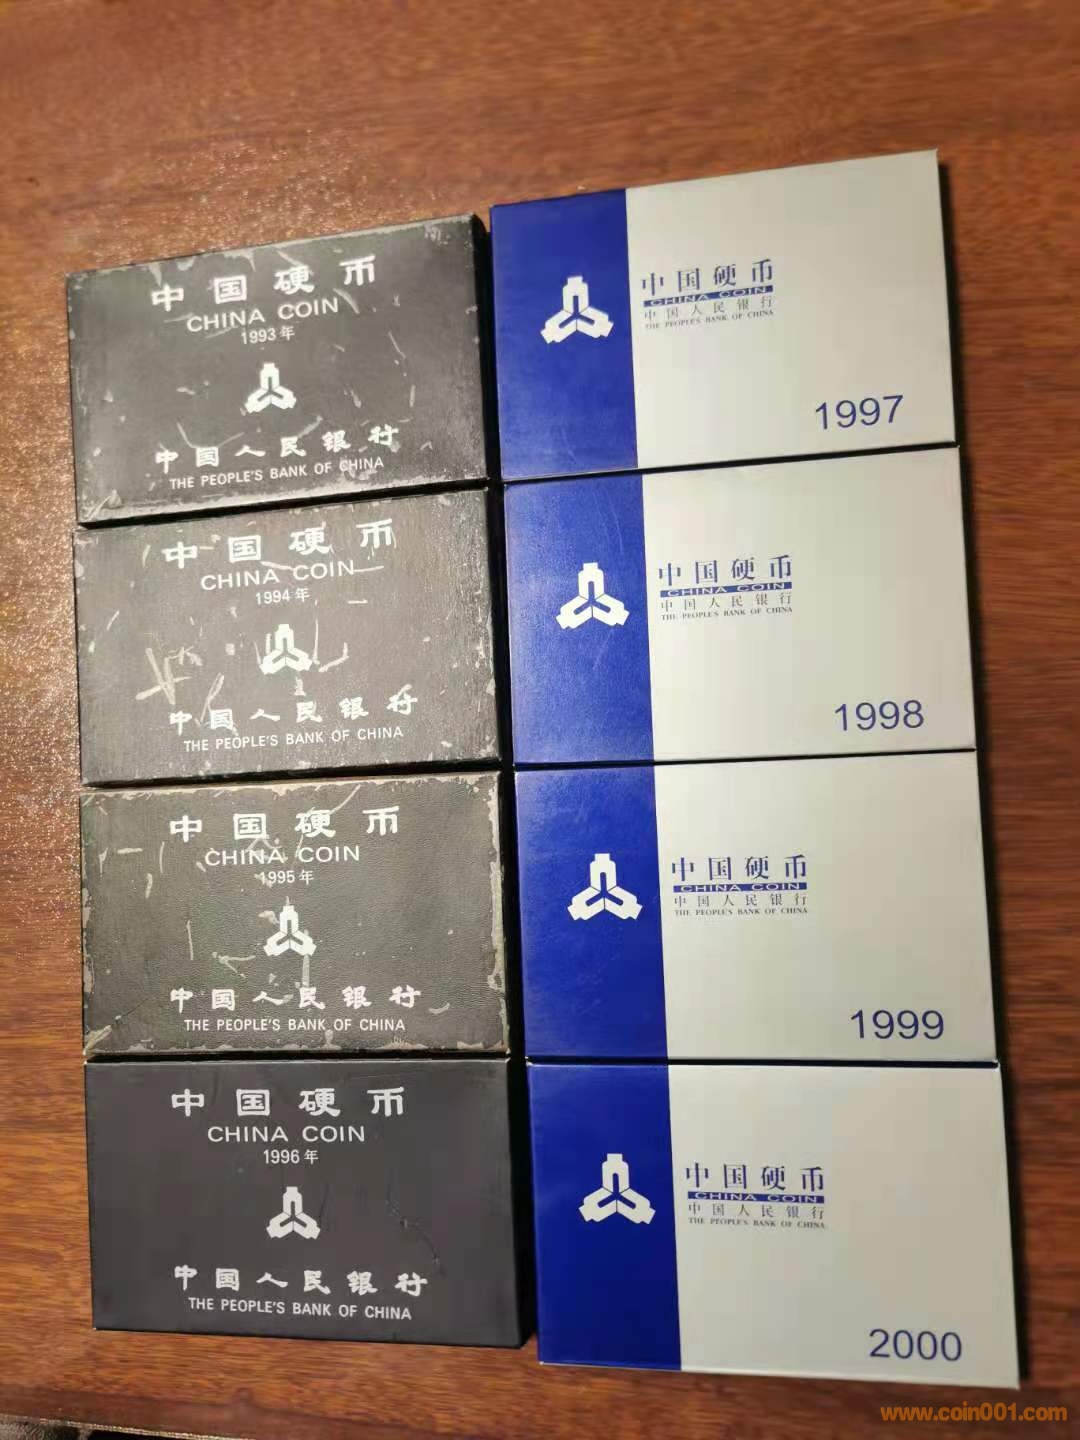 中国硬币
CHINA COIN
1993年
中国人民银行
THE PEOPLE'S BANK OF CHINA
中国硬币
CHINA COIN
1994年
中国人民银行
THE PEOPLE'S BANK OF CHINA
中国硬币
CHINA COIN
1995年
中国人民银行
THE PEOPLE'S BANK OF CHINA
中国硬币
CHINA COIN
1996年
中国人民银行
THE PEOPLE'S BANK OF CHINA
中国硬币
CHINA COIN
中国人民银行
THE PEOPLE'S BANK OF CHINA
1997
中国硬币
CHINA COIN
中国人民银行
THE PEOPLE'S BANK OF CHINA
1998
中国硬币
CHINA COIN
中国人民银行
THE PEOPLE'S BANK OF CHINA
1999
中国硬币
CHINA COIN
中国人民银行
THE PEOPLE'S BANK OF CHINA
2000
www.coin001.com